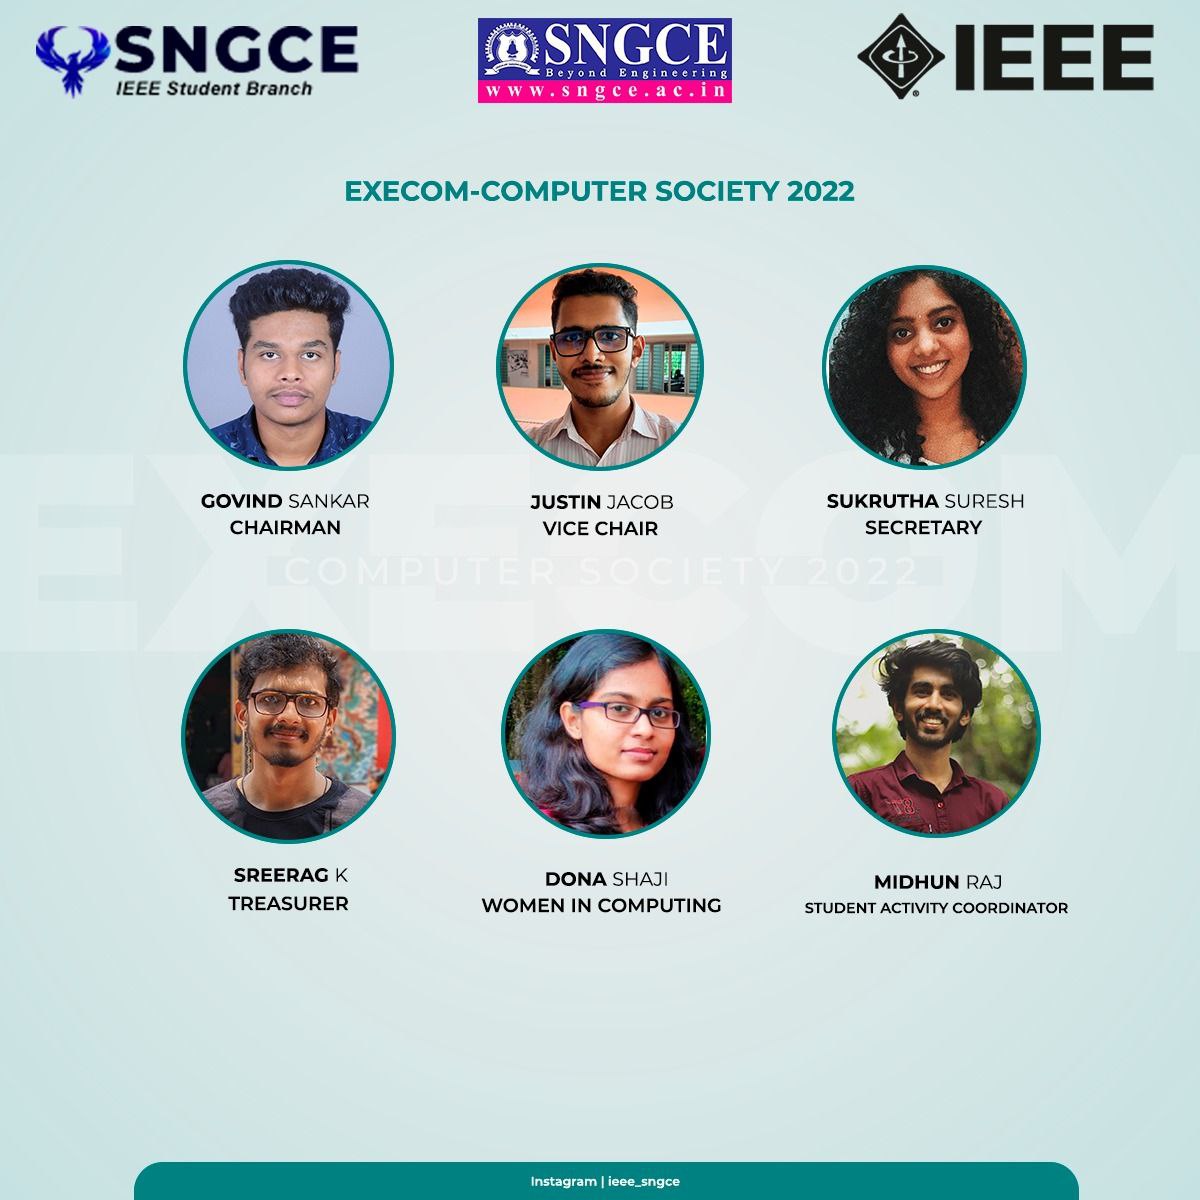 SNGCE
IEEE Student Branch
SNGCE
Beyond Engineering
www.sngce.ac.in
IEEE
EXECOM-COMPUTER SOCIETY 2022
GOVIND SANKAR
CHAIRMAN
JUSTIN JACOB
VICE CHAIR
SUKRUTHA SURESH
SECRETARY
EXECOM
COMPUTER SOCIETY 2022
SREERAG K
TREASURER
DONA SHAJI
WOMEN IN COMPUTING
MIDHUN RAJ
STUDENT ACTIVITY COORDINATOR
Instagram | ieee_sngce